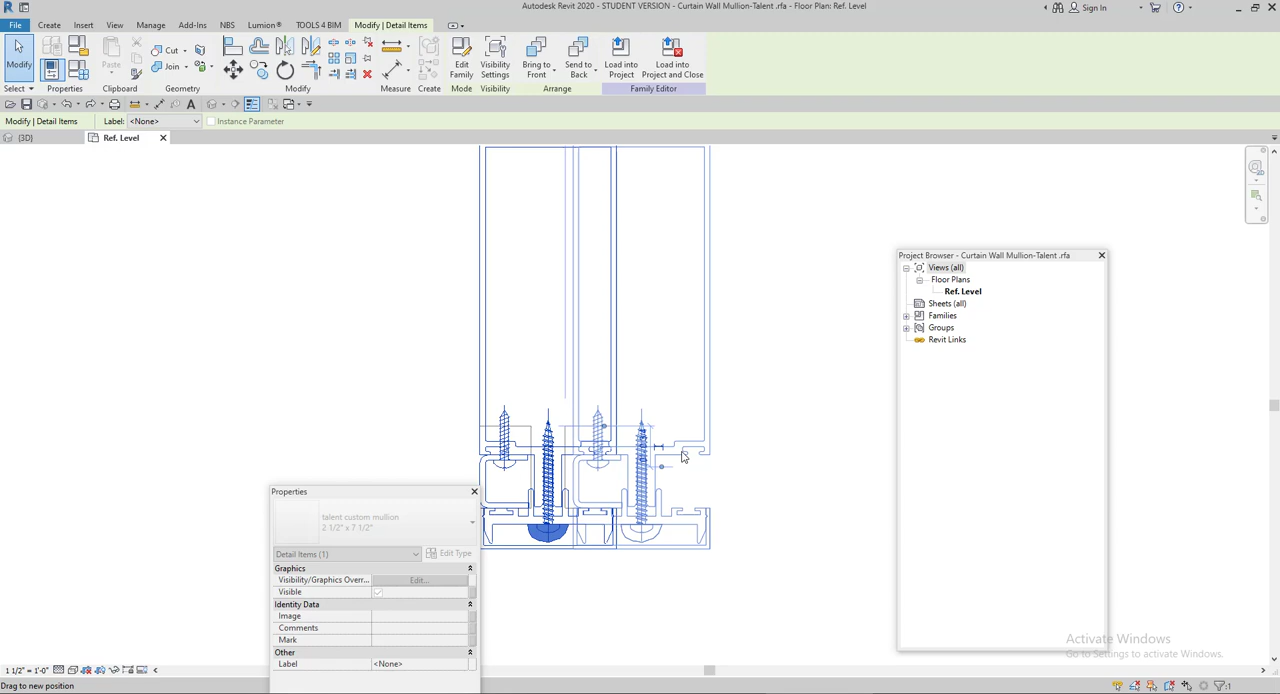 Autodesk Revit 2020 - STUDENT VERSION - Curtain Wall Mullion-Talent .rfa - Floor Plan: Ref. Level
Sign In
File Create Insert View Manage Add-Ins NBS Lumion® TOOLS 4 BIM Modify | Detail Items
Modify Paste Cut Join Edit Family Visibility Settings Bring to Front Send to Back Load into Project Load into Project and Close
Select Properties Clipboard Geometry Modify Measure Create Mode Visibility Arrange Family Editor
Modify | Detail Items Label: <None> Instance Parameter
{3D} Ref. Level
Project Browser - Curtain Wall Mullion-Talent .rfa
Views (all)
Floor Plans
Ref. Level
Sheets (all)
Families
Groups
Revit Links
Properties
talent custom mullion
2 1/2" x 7 1/2"
Detail Items (1) Edit Type
Graphics
Visibility/Graphics Overr... Edit...
Visible
Identity Data
Image
Comments
Mark
Other
Label <None>
Activate Windows
Go to Settings to activate Windows.
1 1/2" = 1'-0"
Drag to new position :1